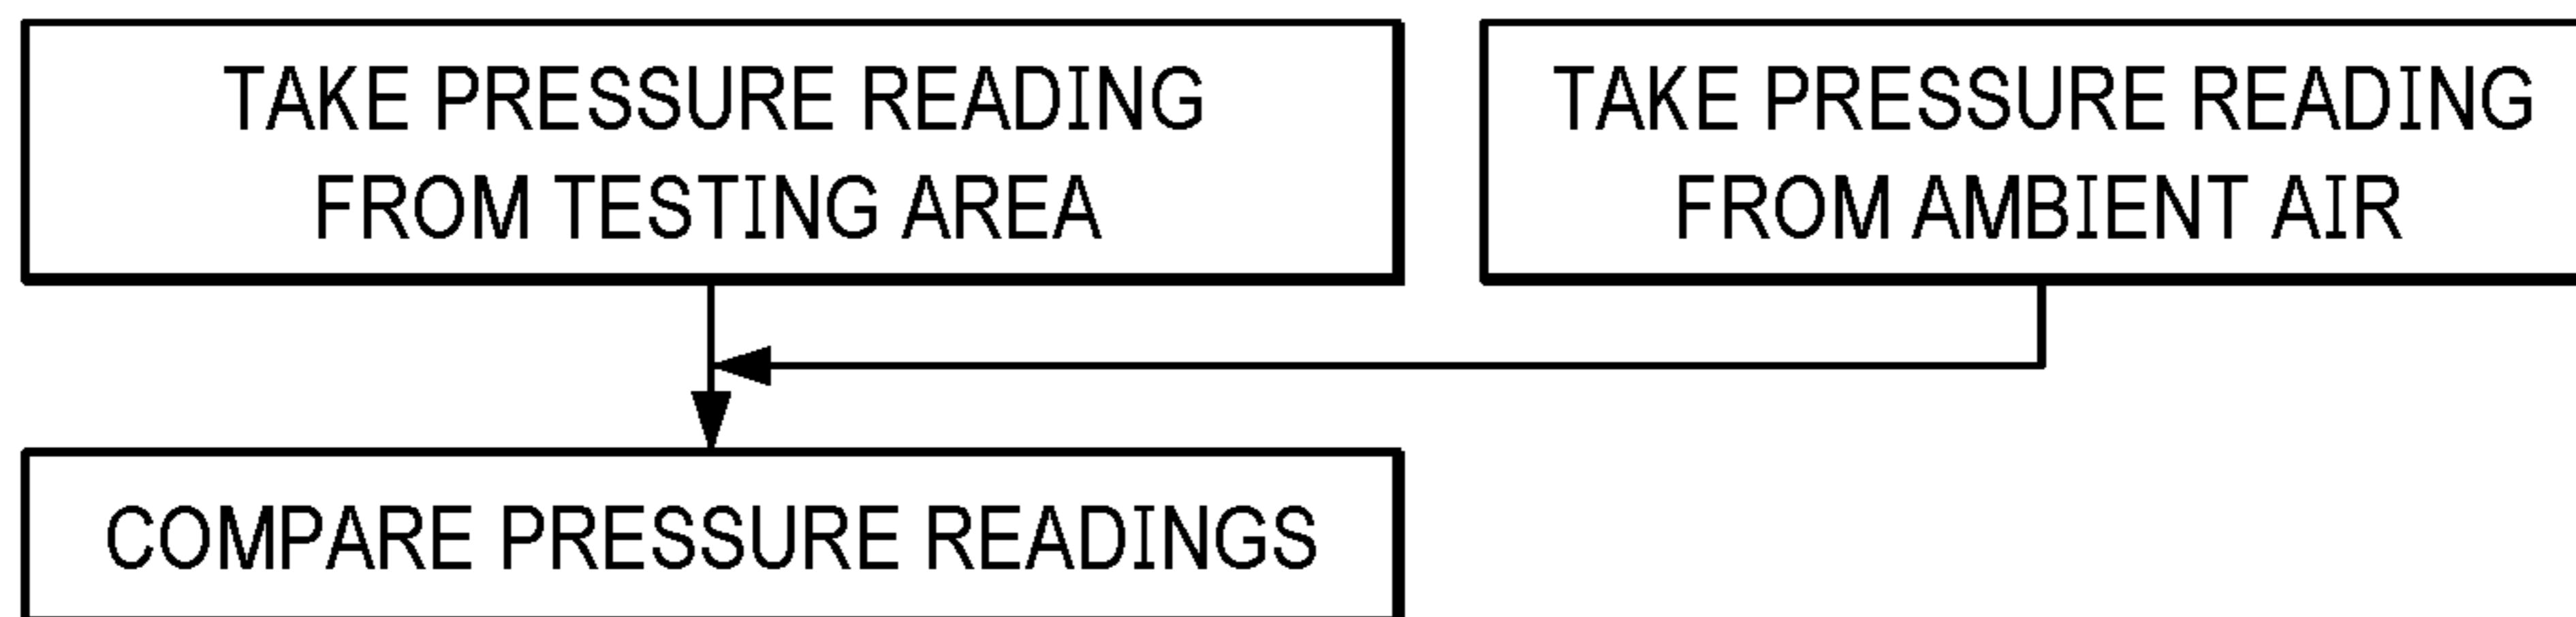 TAKE PRESSURE READING
FROM TESTING AREA
TAKE PRESSURE READING
FROM AMBIENT AIR
COMPARE PRESSURE READINGS